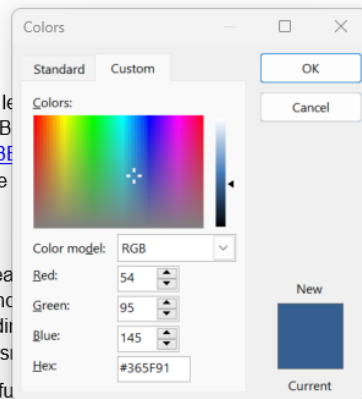 Colors
Standard Custom
OK
Cancel
Colors:
Color model: RGB
Red: 54
Green: 95
Blue: 145
Hex: #365F91
New
Current